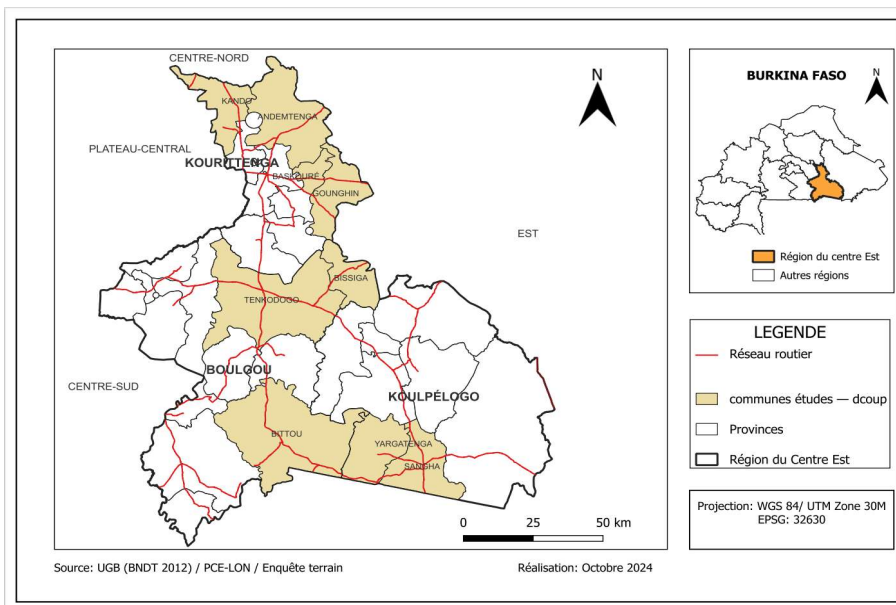 CENTRE-NORD
KANDO
ANDEMTENGA
PLATEAU-CENTRAL
KOURITTENGA
BASKOURÉ
GOUNGHIN
EST
BISSIGA
TENKODOGO
CENTRE-SUD
BOULGOU
KOULPÉLOGO
BITTOU
YARGATENGA
SANGHA
N
0 25 50 km
Source: UGB (BNDT 2012) / PCE-LON / Enquête terrain
Réalisation: Octobre 2024
BURKINA FASO
N
Région du centre Est
Autres régions
LEGENDE
Réseau routier
communes études — dcoup
Provinces
Région du Centre Est
Projection: WGS 84/ UTM Zone 30M
EPSG: 32630